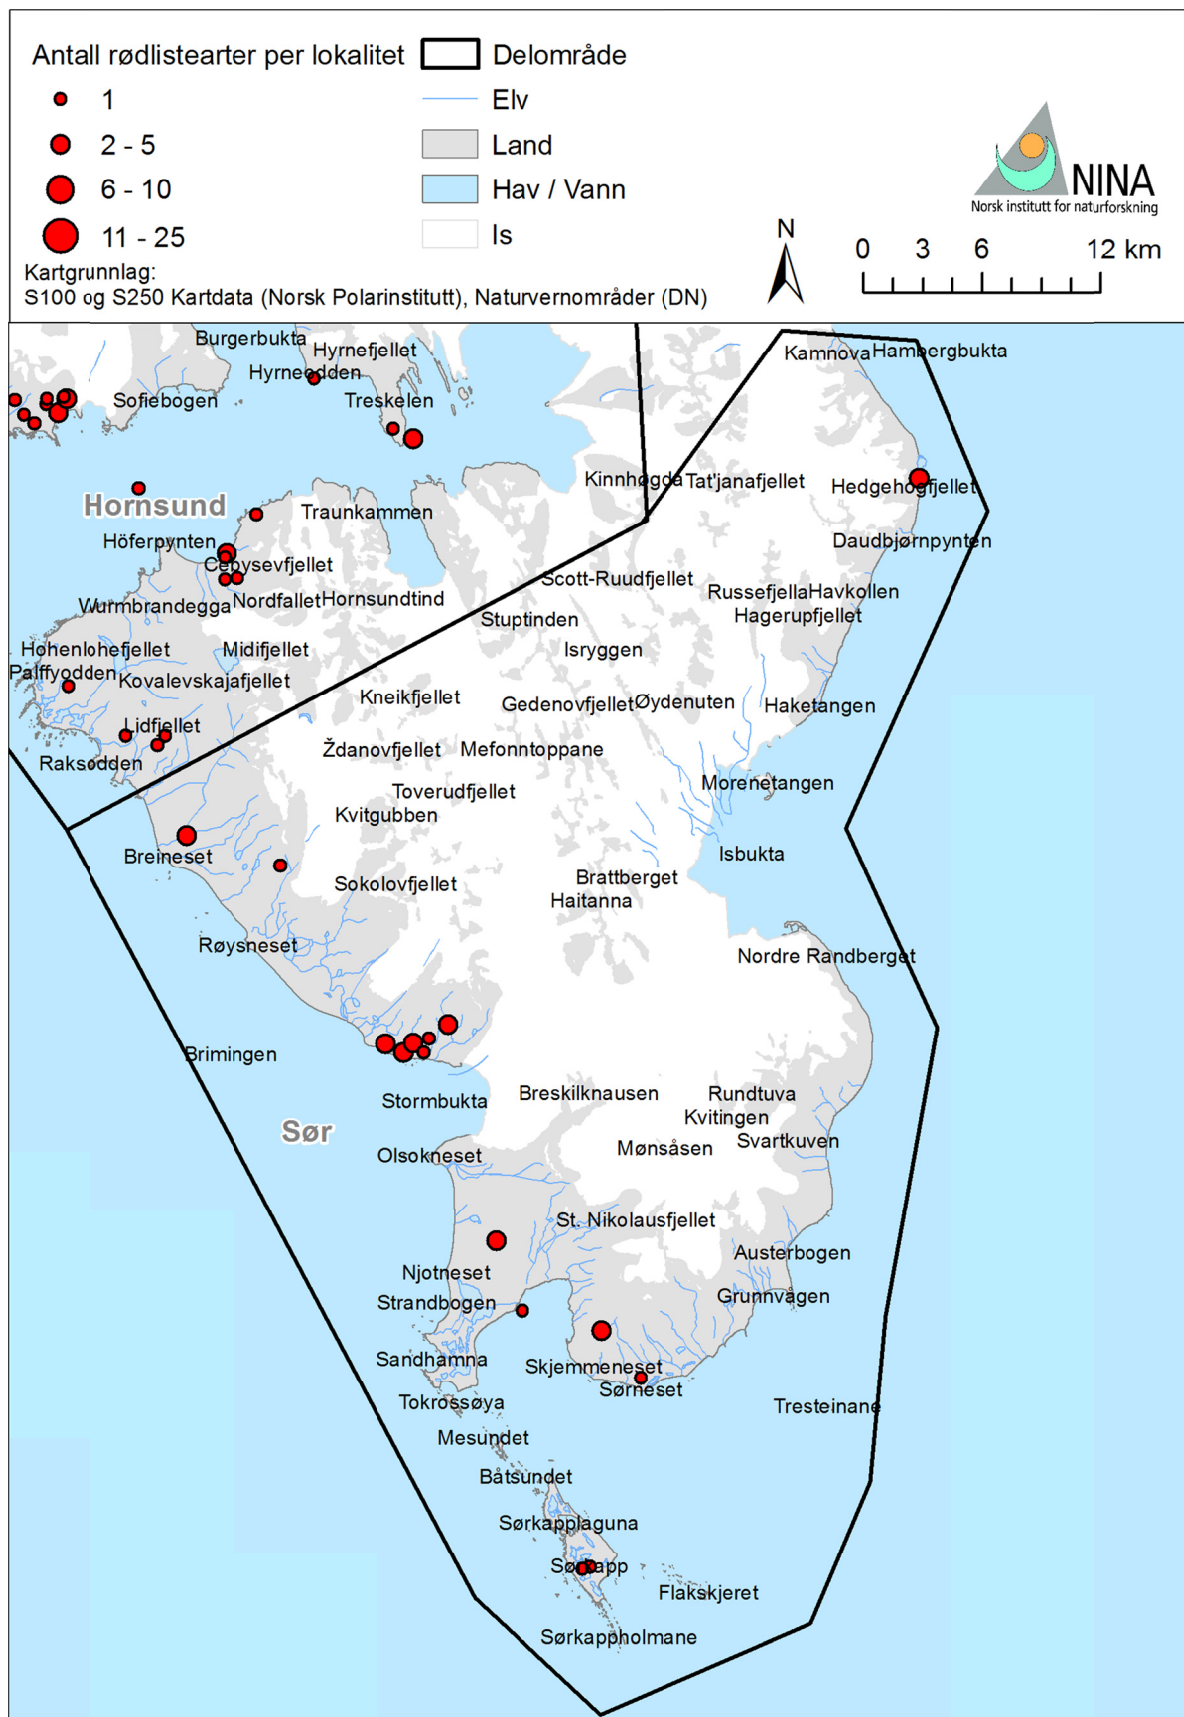 Antall rødlistearter per lokalitet
1
2 - 5
6 - 10
11 - 25
Delområde
Elv
Land
Hav / Vann
Is
Kartgrunnlag:
S100 og S250 Kartdata (Norsk Polarinstitutt), Naturvernområder (DN)
NINA
Norsk institutt for naturforskning
N
0 3 6 12 km
Burgerbukta
Hyrnefjellet
Hyrneodden
Kamnova
Hambergbukta
Sofiebogen
Treskelen
Kinnhøgda
Tat'janafjellet
Hedgehogfjellet
Hornsund
Traunkammen
Höferpynten
Daudbjørnpynten
Cebysevfjellet
Scott-Ruudfjellet
Wurmbrandegga
Nordfallet
Hornsundtind
Russefjella
Havkollen
Stuptinden
Hagerupfjellet
Hohenlohefjellet
Midifjellet
Isryggen
Palffyodden
Kovalevskajafjellet
Kneikfjellet
Gedenovfjellet
Øydenuten
Haketangen
Lidfjellet
Ždanovfjellet
Mefonntoppane
Raksodden
Morenetangen
Toverudfjellet
Kvitgubben
Breineset
Isbukta
Sokolovfjellet
Brattberget
Haitanna
Røysneset
Nordre Randberget
Brimingen
Stormbukta
Breskilknausen
Rundtuva
Kvitingen
Sør
Svartkuven
Mønsåsen
Olsokneset
St. Nikolausfjellet
Austerbogen
Njotneset
Grunnvågen
Strandbogen
Sandhamna
Skjemmeneset
Sørneset
Tokrossøya
Tresteinane
Mesundet
Båtsundet
Sørkapplaguna
Sørkapp
Flakskjeret
Sørkappholmane